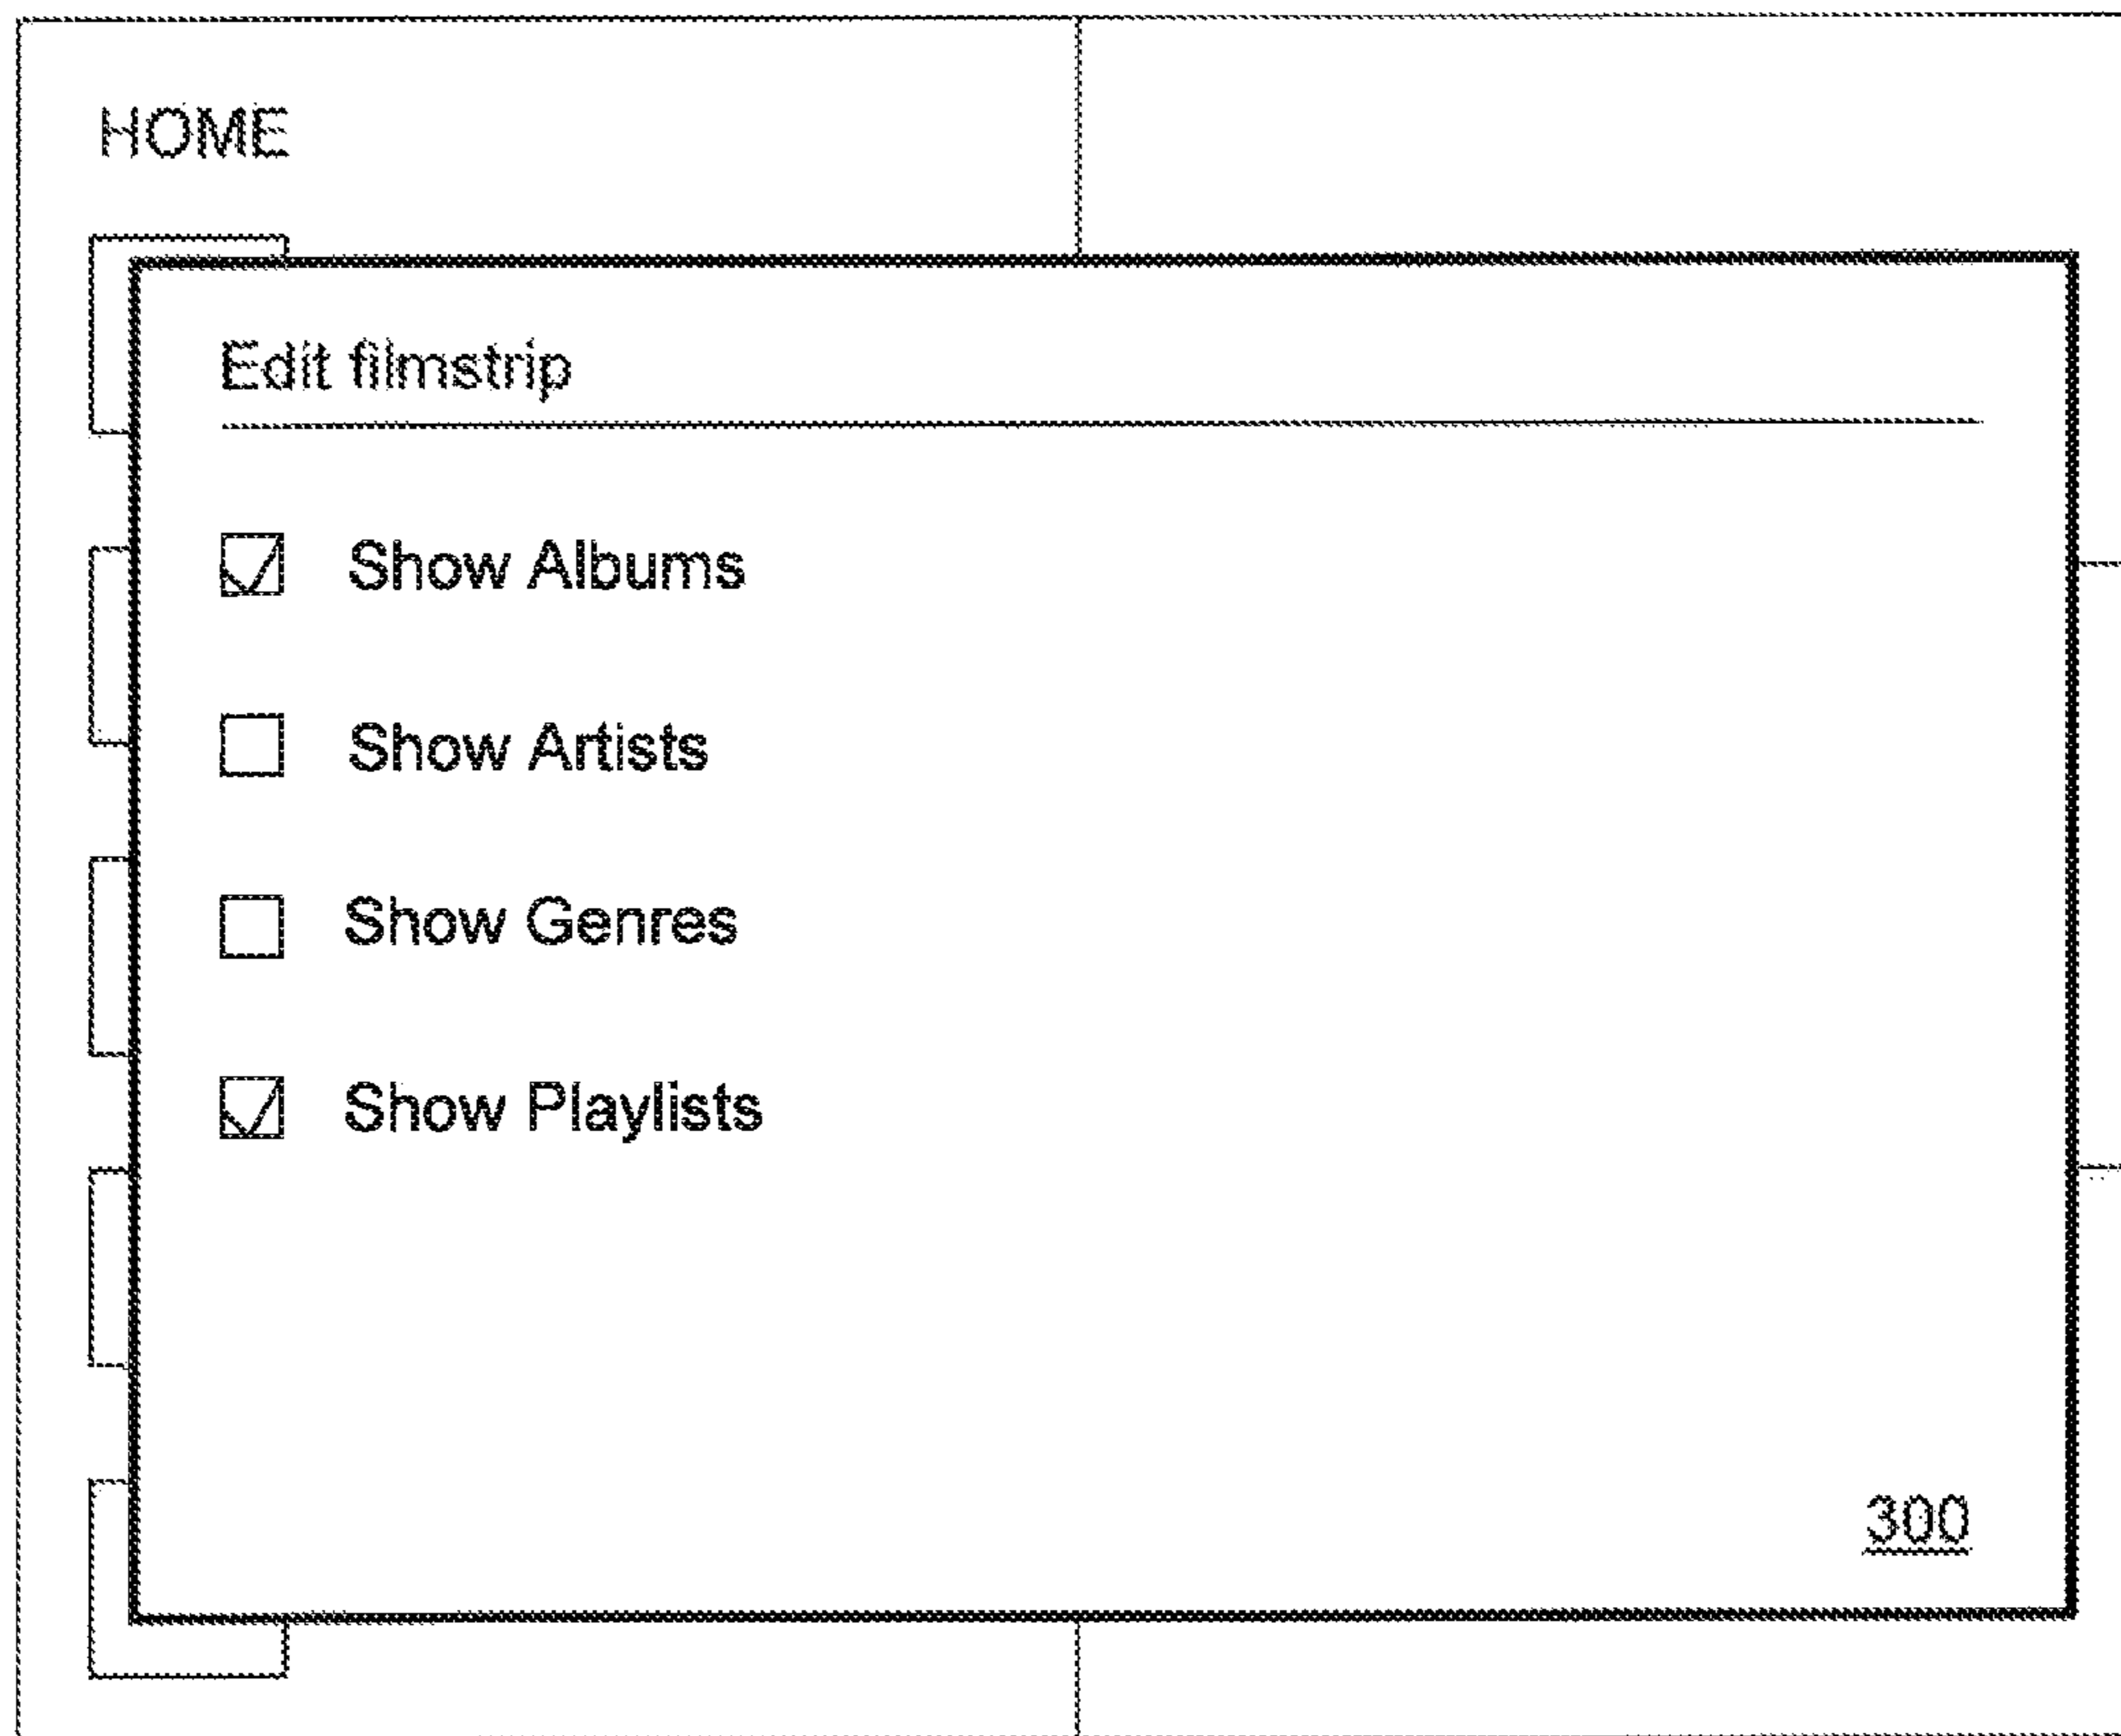 HOME
Edit filmstrip
Show Albums
Show Artists
Show Genres
Show Playlists
300